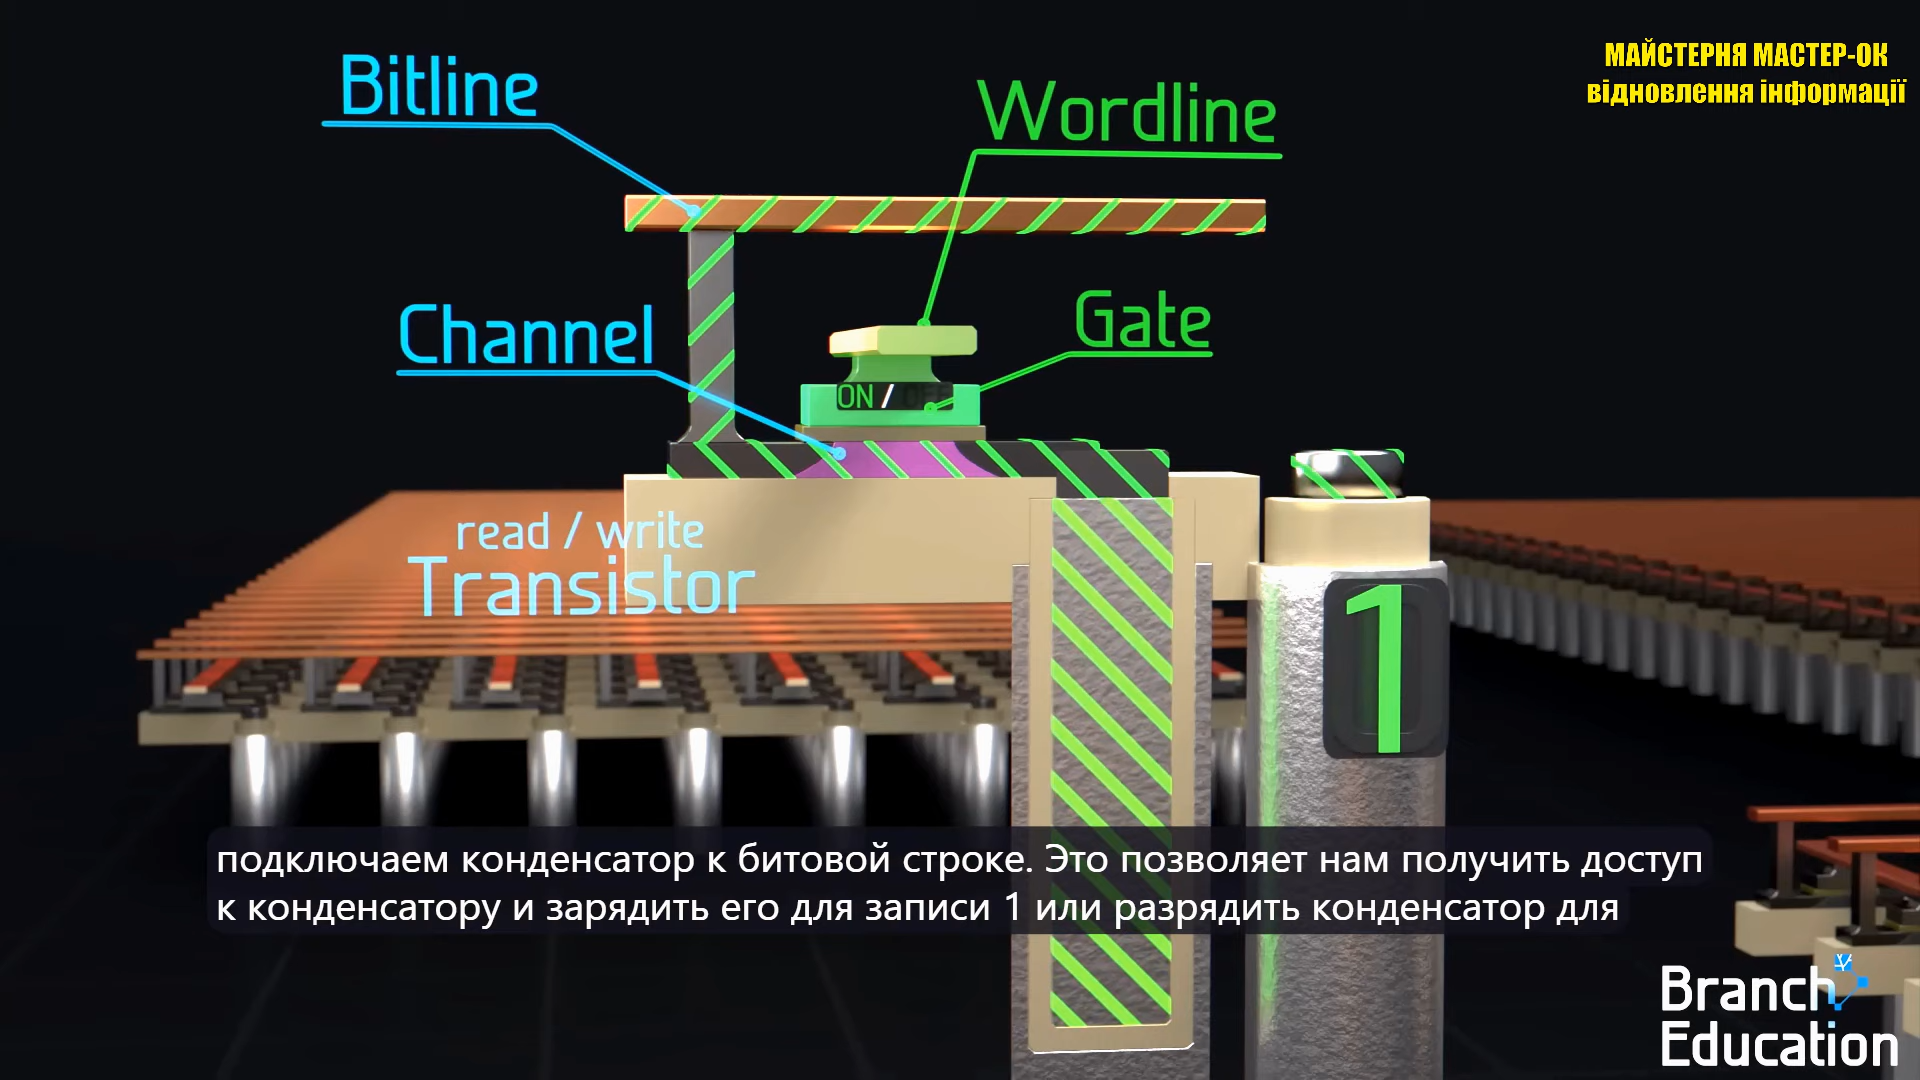 Bitline
МАЙСТЕРНЯ МАСТЕР-ОК
відновлення інформації
Wordline
Channel
Gate
ON / OFF
read / write
Transistor
1
подключаем конденсатор к битовой строке. Это позволяет нам получить доступ
к конденсатору и зарядить его для записи 1 или разрядить конденсатор для
Branch
Education